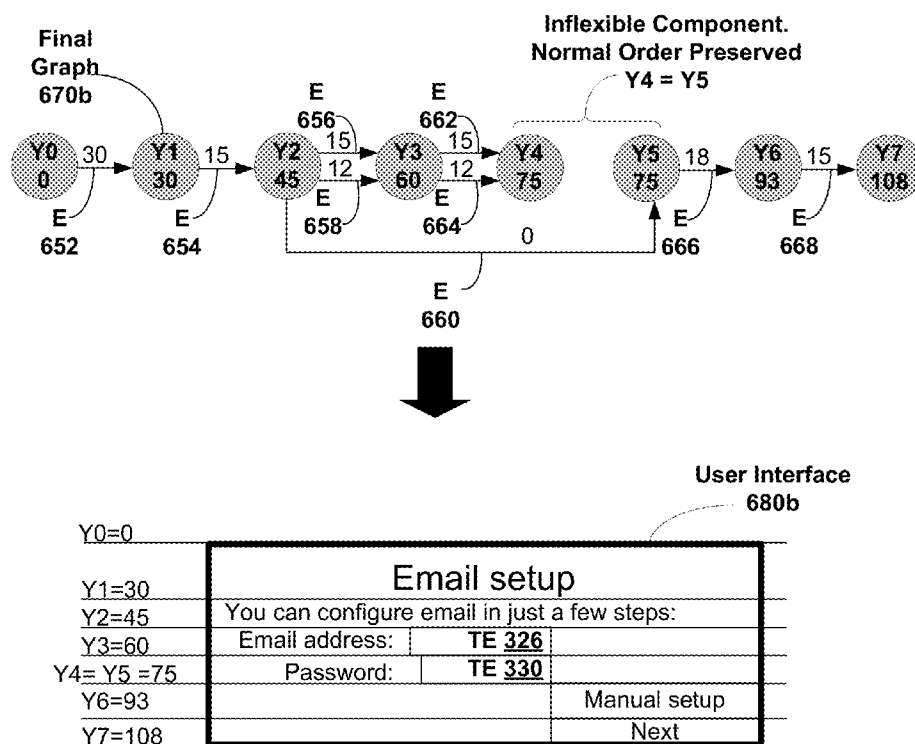 Final
Graph
670b
Inflexible Component.
Normal Order Preserved
Y4 = Y5
E
656
E
662
Y0
0
30
Y1
30
15
Y2
45
15
12
Y3
60
15
12
Y4
75
Y5
75
18
Y6
93
15
Y7
108
E
652
E
654
E
658
E
664
0
E
666
E
668
E
660
User Interface
680b
Y0=0
Email setup
Y1=30
You can configure email in just a few steps:
Y2=45
Email address: TE 326
Y3=60
Password: TE 330
Y4= Y5 =75
Manual setup
Y6=93
Next
Y7=108